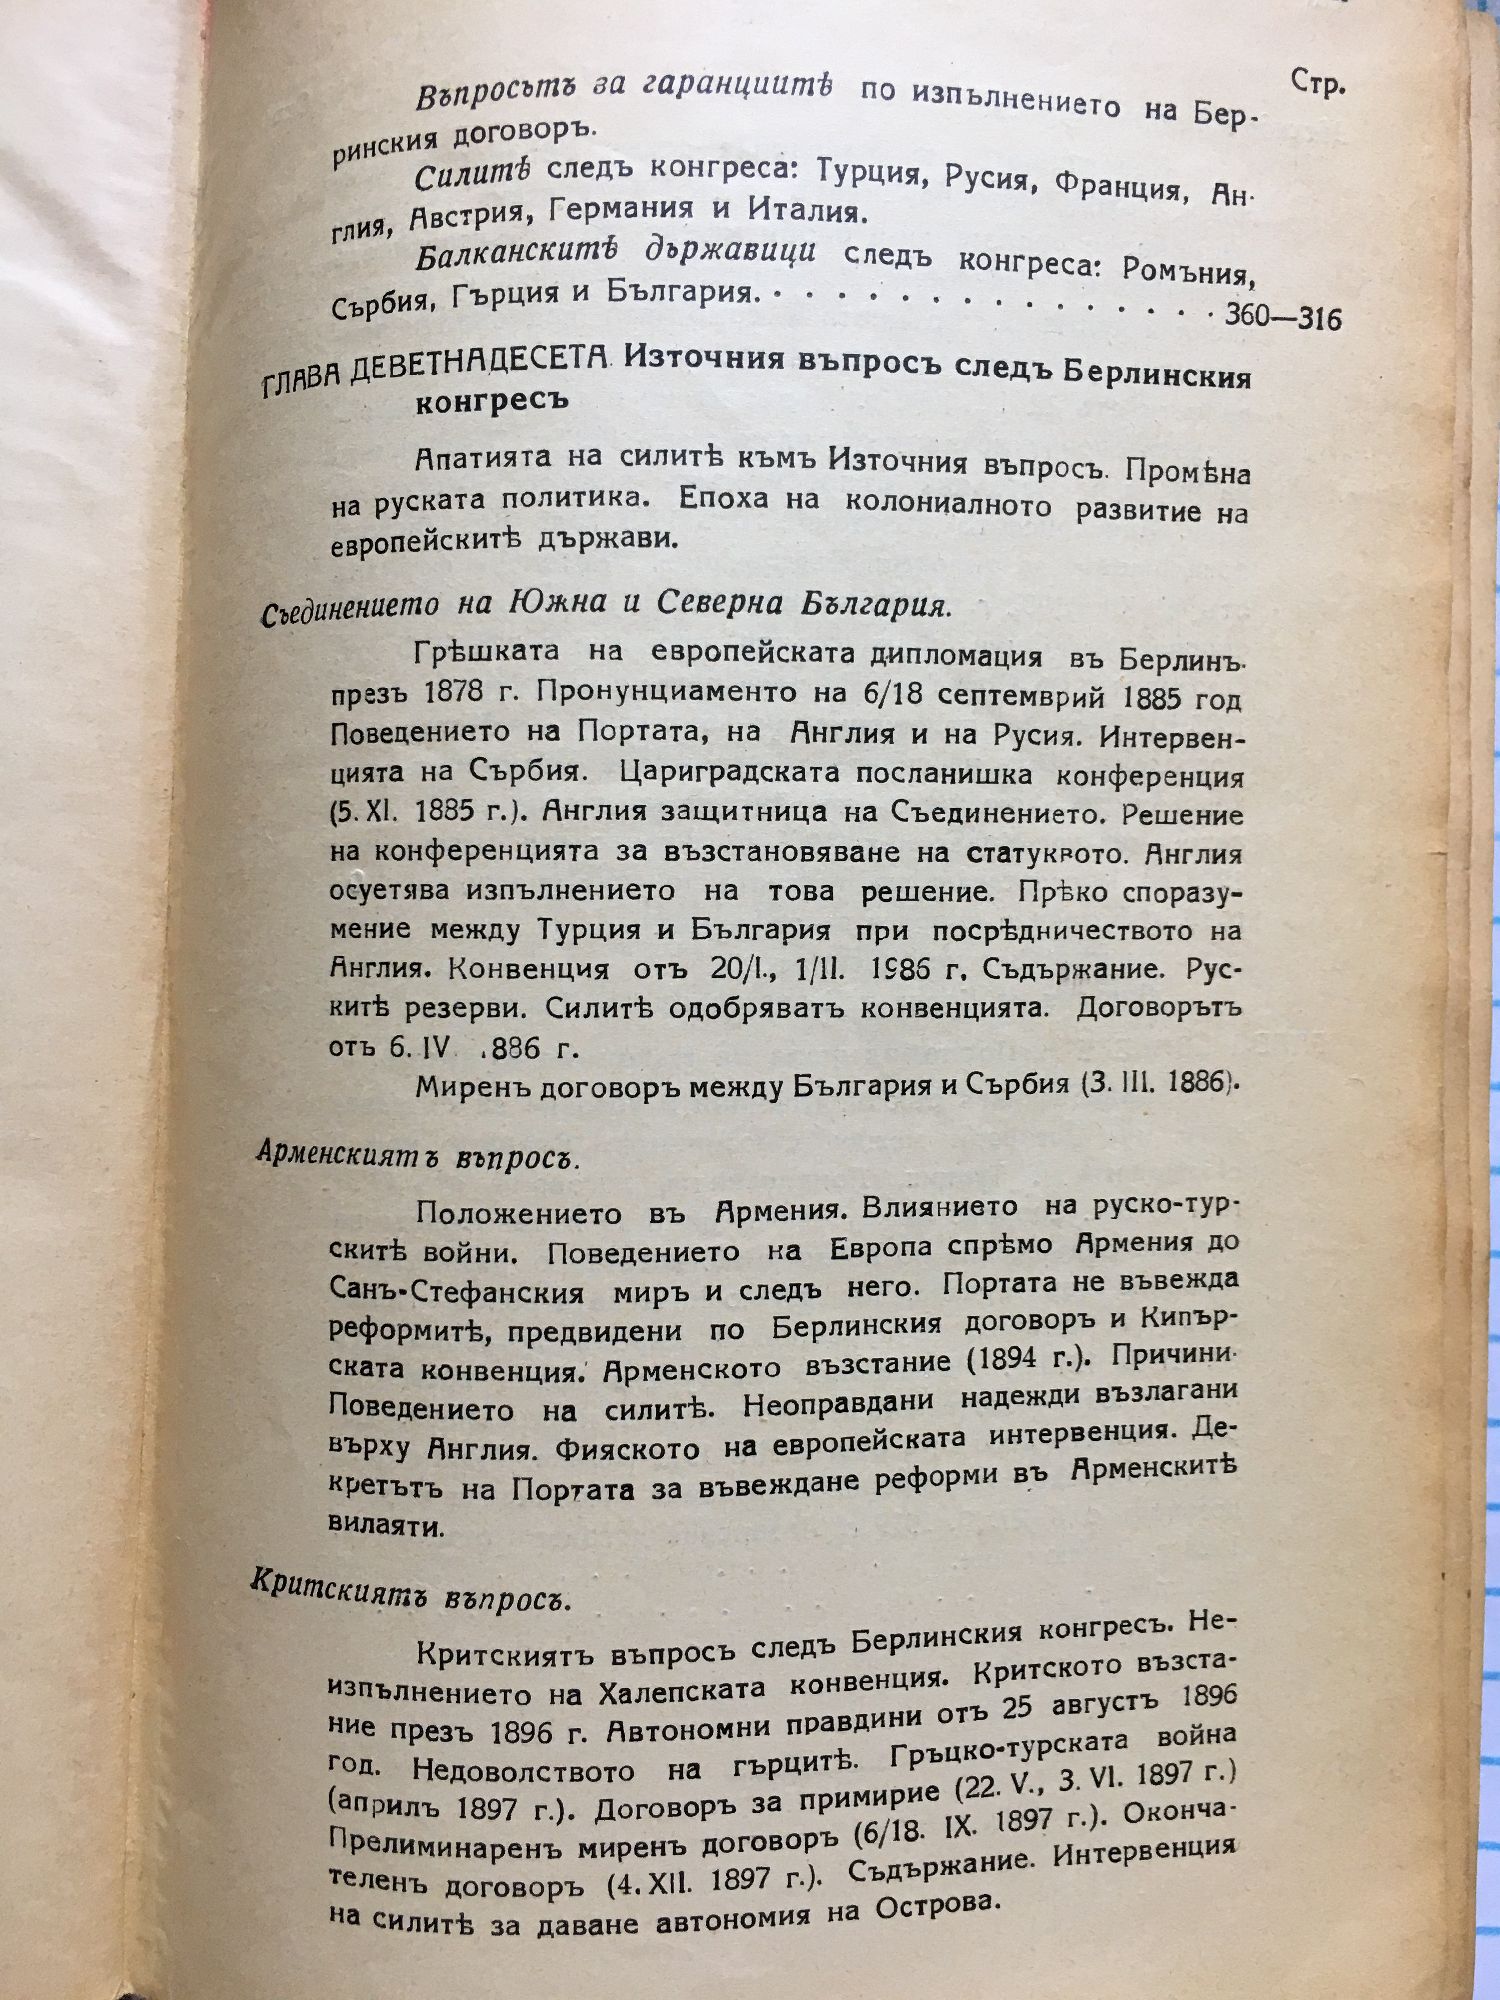 Стр.
Въпросътъ за гаранциитѣ по изпълнението на Бер-
ринския договоръ.
Силитѣ следъ конгреса: Турция, Русия, Франция, Ан-
глия, Австрия, Германия и Италия.
Балканскитѣ държавици следъ конгреса: Ромъния,
Сърбия, Гърция и България. . . . . . . . . . . . . . . . . . . 360—316
ГЛАВА ДЕВЕТНАДЕСЕТА. Източния въпросъ следъ Берлинския
конгресъ
Апатията на силитѣ къмъ Източния въпросъ. Промѣна
на руската политика. Епоха на колониалното развитие на
европейскитѣ държави.
Съединението на Южна и Северна България.
Грѣшката на европейската дипломация въ Берлинъ
презъ 1878 г. Пронунциаменто на 6/18 септемврий 1885 год
Поведението на Портата, на Англия и на Русия. Интервен-
цията на Сърбия. Цариградската посланишка конференция
(5. XI. 1885 г.). Англия защитница на Съединението. Решение
на конференцията за възстановяване на статуквото. Англия
осуетява изпълнението на това решение. Прѣко споразу-
мение между Турция и България при посрѣдничеството на
Англия. Конвенция отъ 20/I., 1/II. 1986 г. Съдържание. Рус-
китѣ резерви. Силитѣ одобряватъ конвенцията. Договорътъ
отъ 6. IV .886 г.
Миренъ договоръ между България и Сърбия (3. III. 1886).
Арменскиятъ въпросъ.
Положението въ Армения. Влиянието на руско-тур-
скитѣ войни. Поведението на Европа спрѣмо Армения до
Санъ-Стефанския миръ и следъ него. Портата не въвежда
реформитѣ, предвидени по Берлинския договоръ и Кипър-
ската конвенция. Арменското възстание (1894 г.). Причини
Поведението на силитѣ. Неоправдани надежди възлагани
върху Англия. Фияското на европейската интервенция. Де-
кретътъ на Портата за въвеждане реформи въ Арменскитѣ
вилаяти.
Критскиятъ въпросъ.
Критскиятъ въпросъ следъ Берлинския конгресъ. Не-
изпълнението на Халепската конвенция. Критското възста-
ние презъ 1896 г. Автономни правдини отъ 25 августъ 1896
год. Недоволството на гърцитѣ. Гръцко-турската война
(априлъ 1897 г.). Договоръ за примирие (22. V., 3. VI. 1897 г.)
Прелиминаренъ миренъ договоръ (6/18. IX. 1897 г.). Оконча-
теленъ договоръ (4. XII. 1897 г.). Съдържание. Интервенция
на силитѣ за даване автономия на Острова.